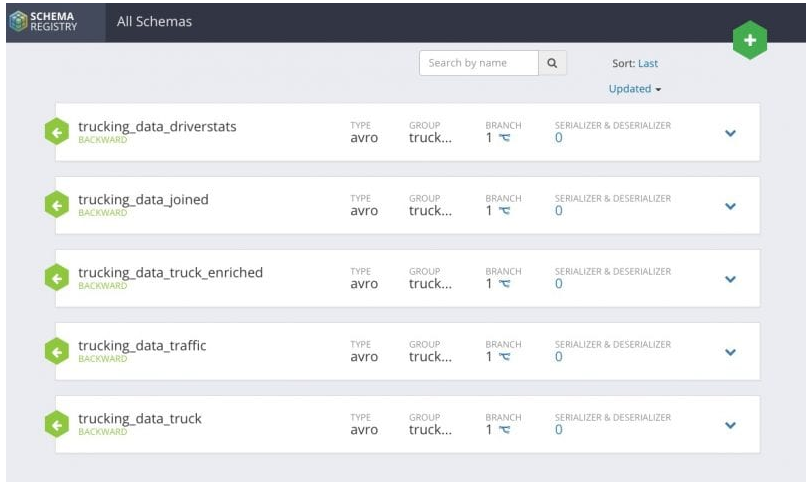 SCHEMA
REGISTRY
All Schemas
Search by name
Sort: Last
Updated
trucking_data_driverstats
BACKWARD
TYPE
avro
GROUP
truck...
BRANCH
1
SERIALIZER & DESERIALIZER
0
trucking_data_joined
BACKWARD
TYPE
avro
GROUP
truck...
BRANCH
1
SERIALIZER & DESERIALIZER
0
trucking_data_truck_enriched
BACKWARD
TYPE
avro
GROUP
truck...
BRANCH
1
SERIALIZER & DESERIALIZER
0
trucking_data_traffic
BACKWARD
TYPE
avro
GROUP
truck...
BRANCH
1
SERIALIZER & DESERIALIZER
0
trucking_data_truck
BACKWARD
TYPE
avro
GROUP
truck...
BRANCH
1
SERIALIZER & DESERIALIZER
0